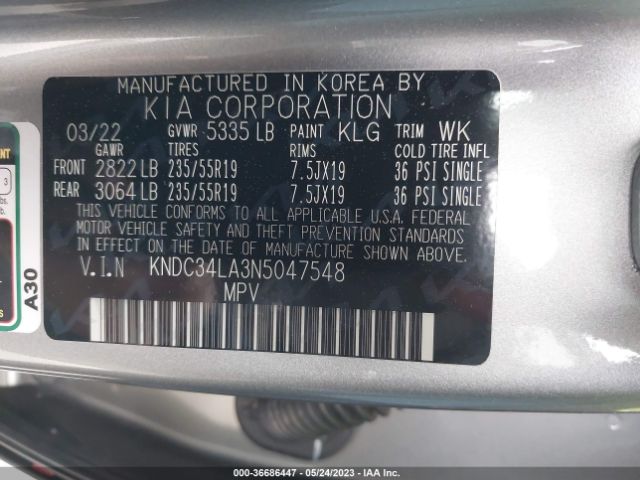 MANUFACTURED IN KOREA BY
KIA CORPORATION
03/22 GVWR 5335 LB PAINT KLG TRIM WK
GAWR TIRES RIMS COLD TIRE INFL
FRONT 2822 LB 235/55R19 7.5JX19 36 PSI SINGLE
REAR 3064 LB 235/55R19 7.5JX19 36 PSI SINGLE
THIS VEHICLE CONFORMS TO ALL APPLICABLE U.S.A. FEDERAL
MOTOR VEHICLE SAFETY AND THEFT PREVENTION STANDARDS
IN EFFECT ON THE DATE OF MANUFACTURE SHOWN ABOVE.
V.I.N KNDC34LA3N5047548
MPV
3
A30
000-36686447 - 05/24/2023 - IAA Inc.